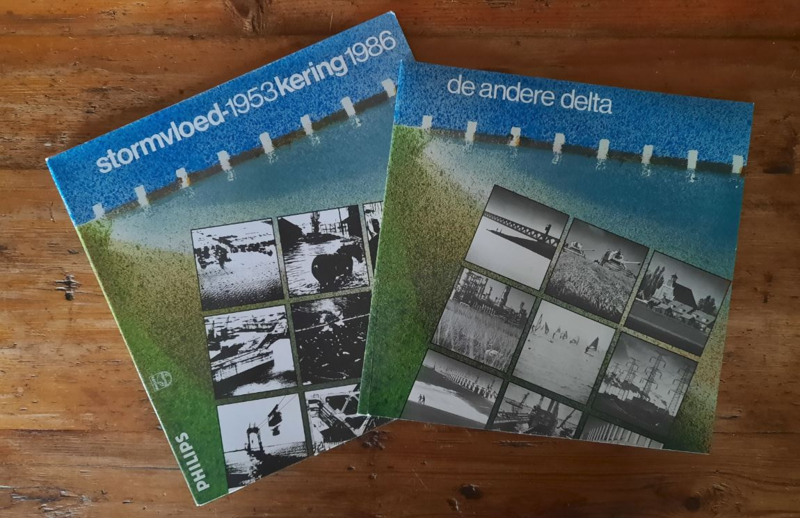 stormvloed-1953kering1986
PHILIPS
de andere delta